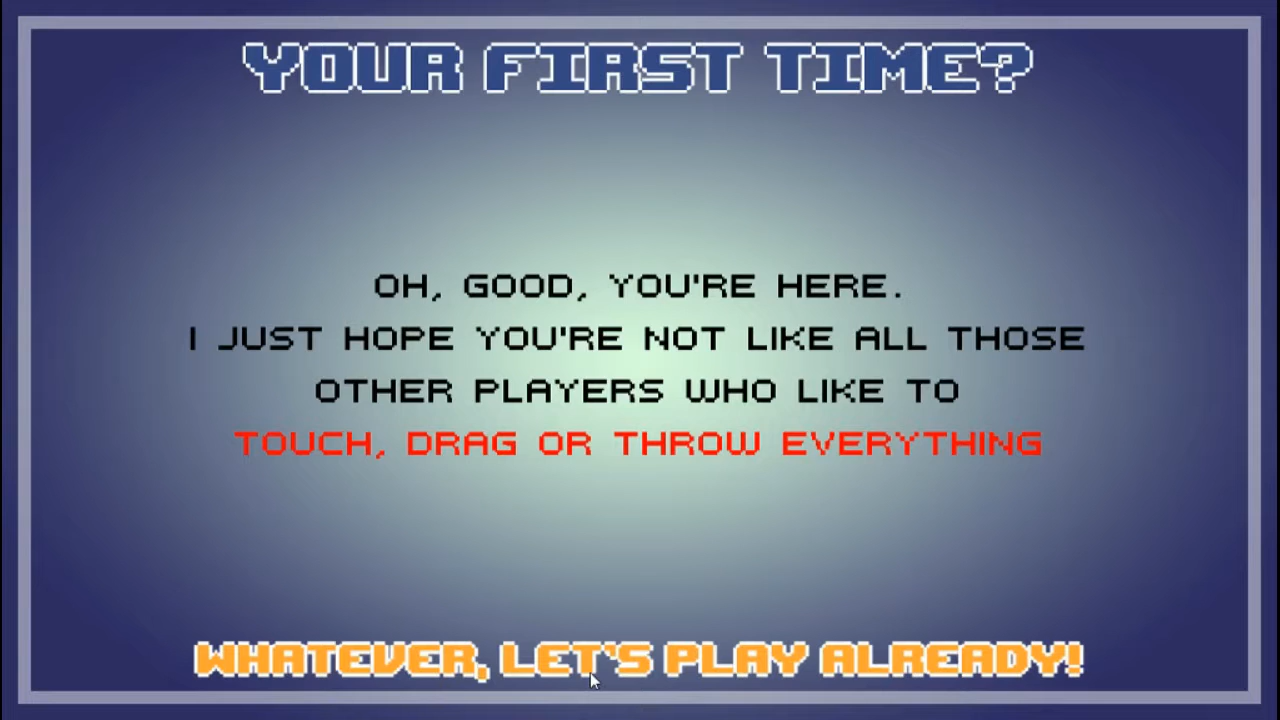 YOUR FIRST TIME?
OH, GOOD, YOU'RE HERE.
I JUST HOPE YOU'RE NOT LIKE ALL THOSE
OTHER PLAYERS WHO LIKE TO
TOUCH, DRAG OR THROW EVERYTHING
WHATEVER, LET'S PLAY ALREADY!